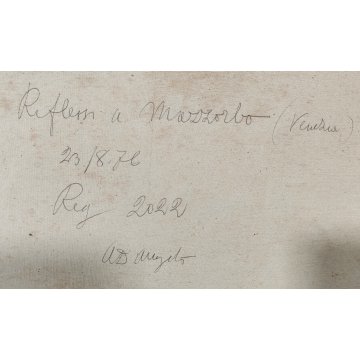 Riflessi a Mazzorbo (Venezia)
23/8.76
Reg 2022